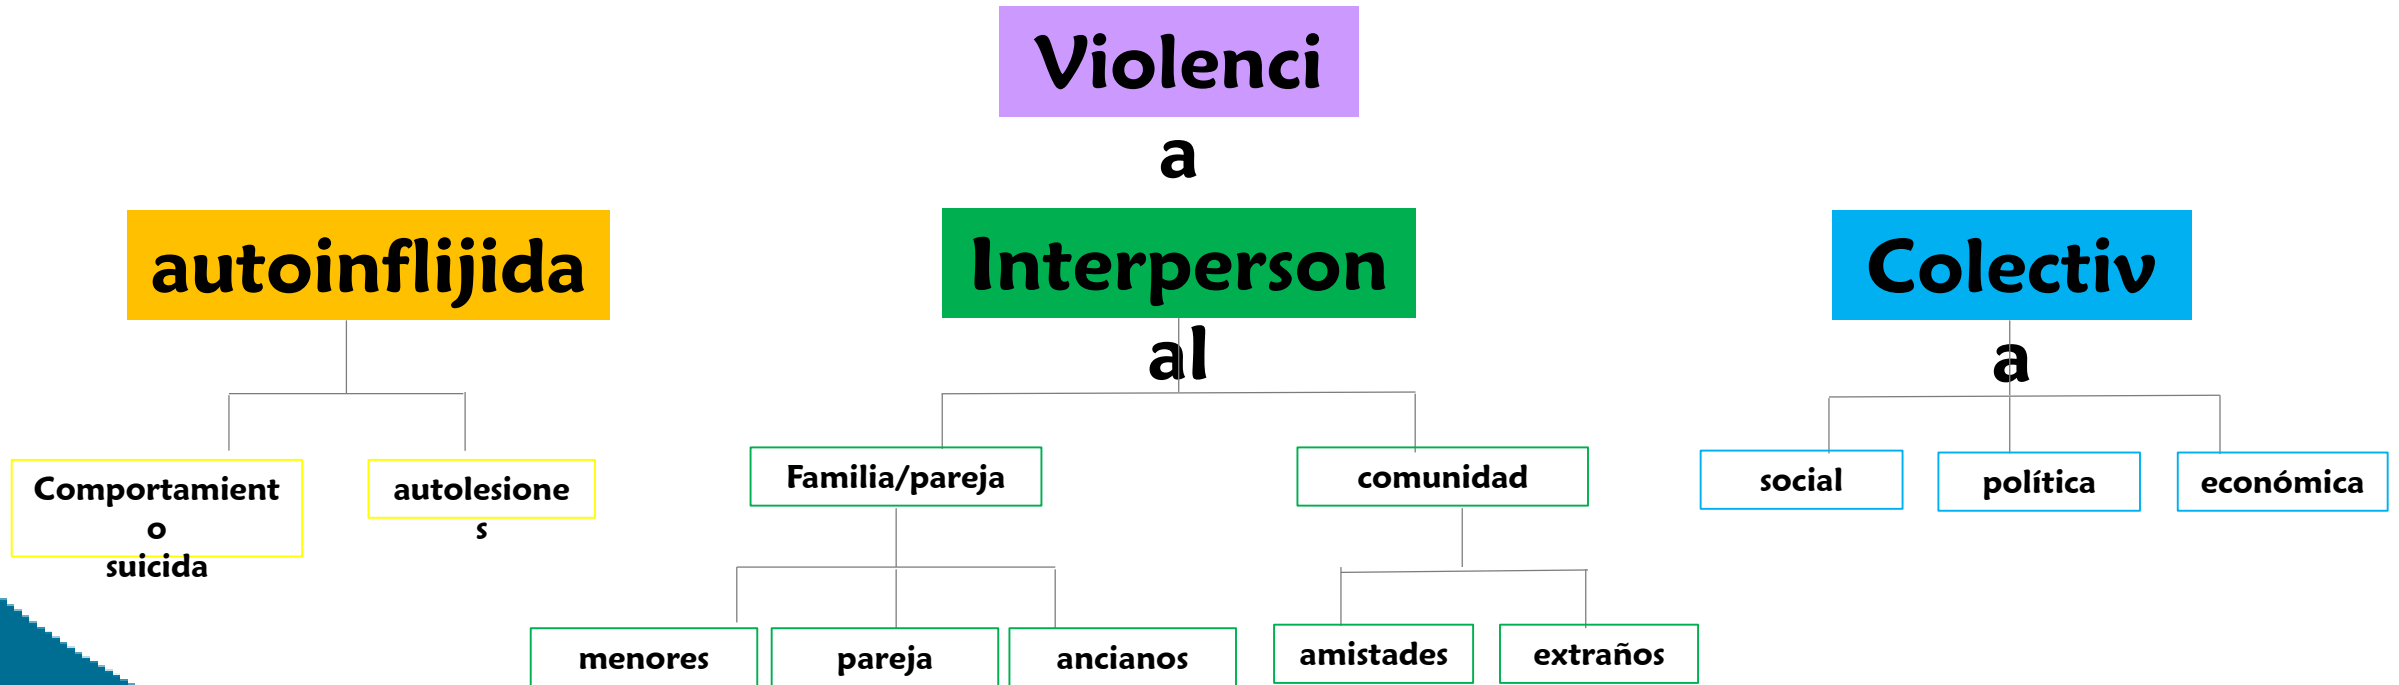 Violenci
a
autoinflijida
Interperson
al
Colectiv
a
Comportamient
o
suicida
autolesione
s
Familia/pareja
comunidad
social
política
económica
menores
pareja
ancianos
amistades
extraños